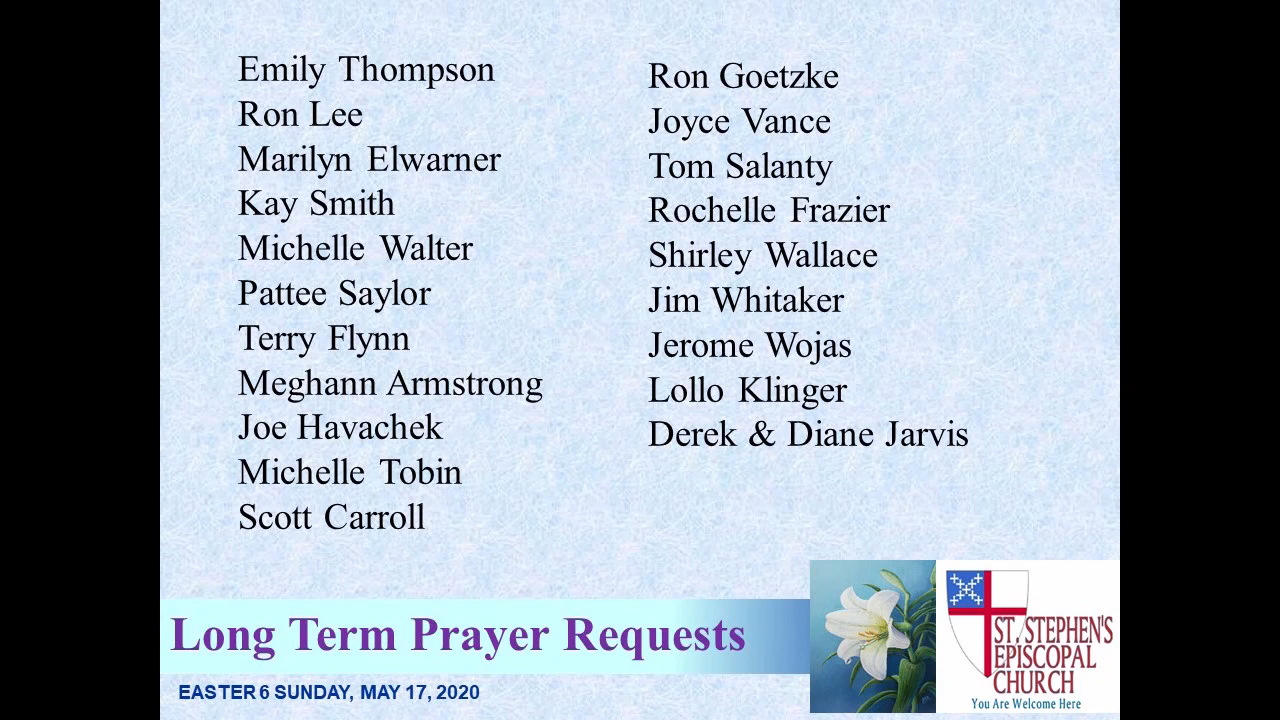 Emily Thompson
Ron Lee
Marilyn Elwarner
Kay Smith
Michelle Walter
Pattee Saylor
Terry Flynn
Meghann Armstrong
Joe Havachek
Michelle Tobin
Scott Carroll
Ron Goetzke
Joyce Vance
Tom Salanty
Rochelle Frazier
Shirley Wallace
Jim Whitaker
Jerome Wojas
Lollo Klinger
Derek & Diane Jarvis
Long Term Prayer Requests
EASTER 6 SUNDAY, MAY 17, 2020
ST. STEPHEN'S
EPISCOPAL
CHURCH
You Are Welcome Here